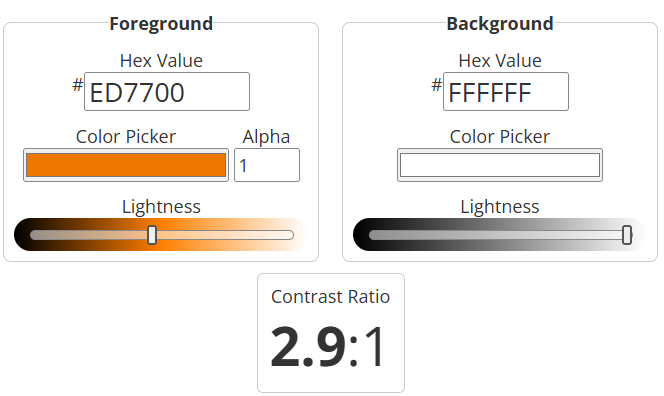 Foreground
Hex Value
#ED7700
Color Picker Alpha
1
Lightness
Background
Hex Value
#FFFFFF
Color Picker
Lightness
Contrast Ratio
2.9:1